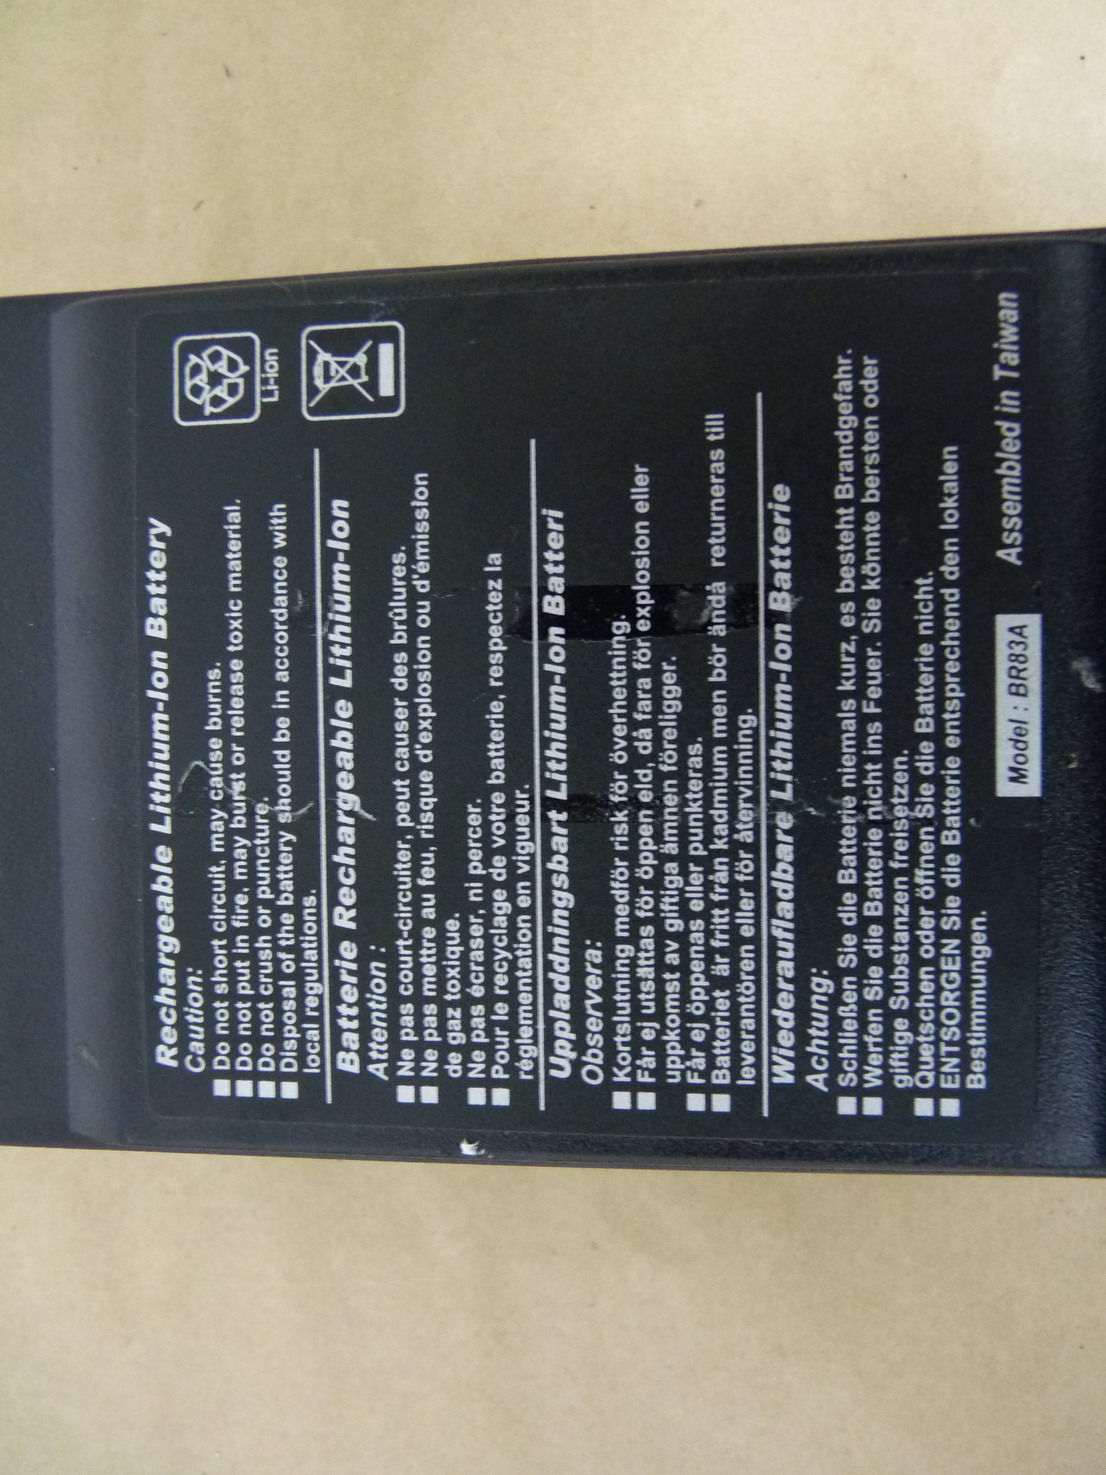 Rechargeable Lithium-Ion Battery
Caution:
■ Do not short circuit, may cause burns.
■ Do not put in fire, may burst or release toxic material.
■ Do not crush or puncture.
■ Disposal of the battery should be in accordance with
local regulations.
Li-ion
Batterie Rechargeable Lithium-Ion
Attention :
■ Ne pas court-circuiter, peut causer des brûlures.
■ Ne pas mettre au feu, risque d'explosion ou d'émission
de gaz toxique.
■ Ne pas écraser, ni percer.
■ Pour le recyclage de votre batterie, respectez la
réglementation en vigueur.
Uppladdningsbart Lithium-Ion Batteri
Observera:
■ Kortslutning medför risk för överhettning.
■ Får ej utsättas för öppen eld, då fara för explosion eller
uppkomst av giftiga ämnen föreligger.
■ Får ej öppenas eller punkteras.
■ Batteriet är fritt från kadmium men bör ändå returneras till
leverantören eller för återvinning.
Wiederaufladbare Lithium-Ion Batterie
Achtung:
■ Schließen Sie die Batterie niemals kurz, es besteht Brandgefahr.
■ Werfen Sie die Batterie nicht ins Feuer. Sie könnte bersten oder
giftige Substanzen freisetzen.
■ Quetschen oder öffnen Sie die Batterie nicht.
■ ENTSORGEN Sie die Batterie entsprechend den lokalen
Bestimmungen.
Model : BR83A
Assembled in Taiwan